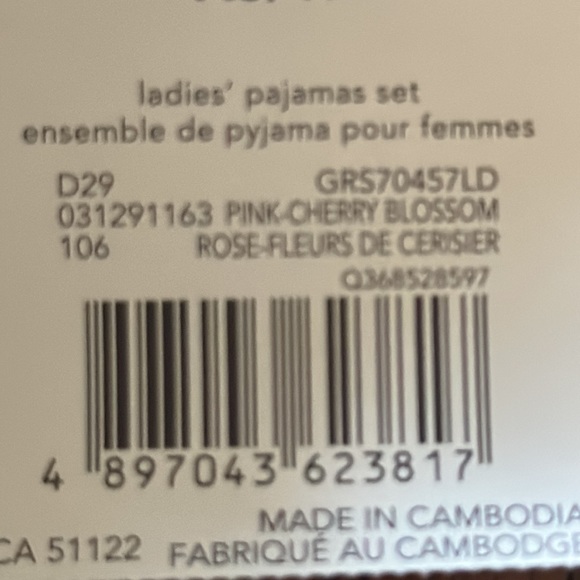 ladies' pajamas set
ensemble de pyjama pour femmes
D29 GRS70457LD
031291163 PINK-CHERRY BLOSSOM
106 ROSE-FLEURS DE CERISIER
Q368528597
4 897043 623817
MADE IN CAMBODIA
CA 51122 FABRIQUÉ AU CAMBODGE